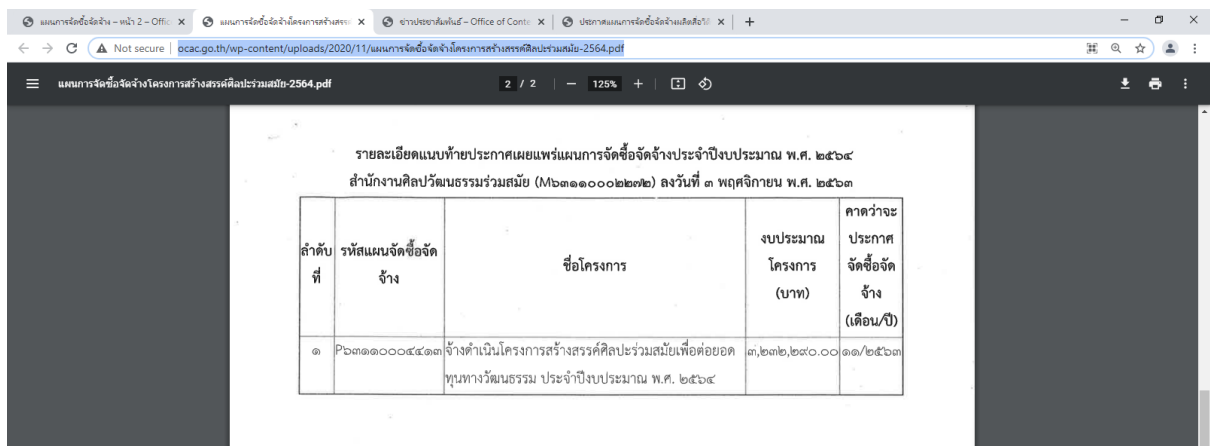 แผนการจัดซื้อจัดจ้าง – หน้า 2 – Offic
แผนการจัดซื้อจัดจ้างโครงการสร้างสรร
ข่าวประชาสัมพันธ์ – Office of Conte
ประกาศแผนการจัดซื้อจัดจ้างผลิตสื่อวิดี
Not secure
ocac.go.th/wp-content/uploads/2020/11/แผนการจัดซื้อจัดจ้างโครงการสร้างสรรค์ศิลปะร่วมสมัย-2564.pdf
แผนการจัดซื้อจัดจ้างโครงการสร้างสรรค์ศิลปะร่วมสมัย-2564.pdf
2 / 2
125%
รายละเอียดแนบท้ายประกาศเผยแพร่แผนการจัดซื้อจัดจ้างประจำปีงบประมาณ พ.ศ. ๒๕๖๔
สำนักงานศิลปวัฒนธรรมร่วมสมัย (M๖๓๑๑๐๐๐๒๒๗๒) ลงวันที่ ๓ พฤศจิกายน พ.ศ. ๒๕๖๓
ลำดับ
ที่
รหัสแผนจัดซื้อจัด
จ้าง
ชื่อโครงการ
งบประมาณ
โครงการ
(บาท)
คาดว่าจะ
ประกาศ
จัดซื้อจัด
จ้าง
(เดือน/ปี)
๑ P๖๓๑๑๐๐๐๔๔๑๓ จ้างดำเนินโครงการสร้างสรรค์ศิลปะร่วมสมัยเพื่อต่อยอด ๓,๒๓๒,๒๙๐.๐๐ ๑๑/๒๕๖๓
ทุนทางวัฒนธรรม ประจำปีงบประมาณ พ.ศ. ๒๕๖๔